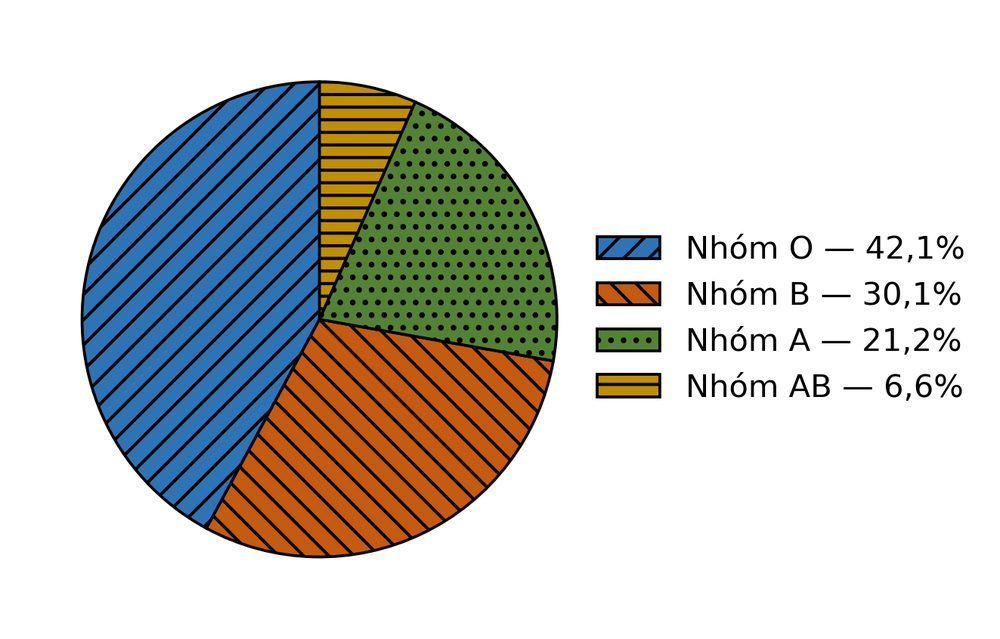 Nhóm O — 42,1%
Nhóm B — 30,1%
Nhóm A — 21,2%
Nhóm AB — 6,6%